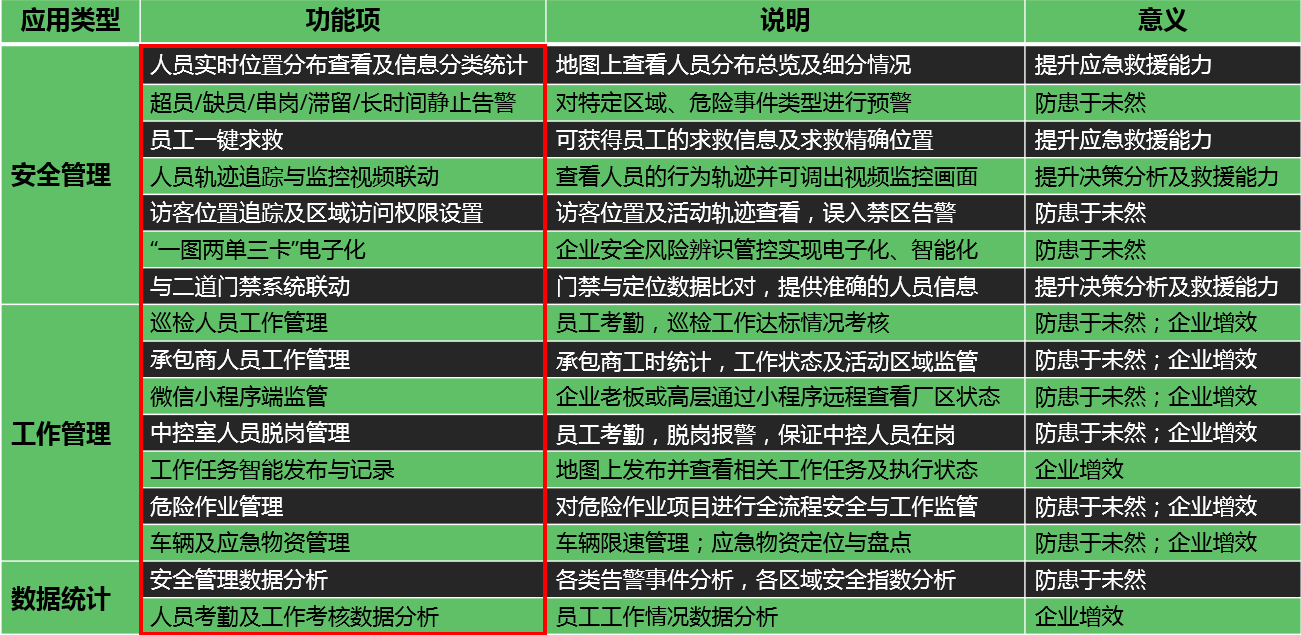 应用类型 功能项 说明 意义
安全管理
人员实时位置分布查看及信息分类统计 地图上查看人员分布总览及细分情况 提升应急救援能力
超员/缺员/串岗/滞留/长时间静止告警 对特定区域、危险事件类型进行预警 防患于未然
员工一键求救 可获得员工的求救信息及求救精确位置 提升应急救援能力
人员轨迹追踪与监控视频联动 查看人员的行为轨迹并可调出视频监控画面 提升决策分析及救援能力
访客位置追踪及区域访问权限设置 访客位置及活动轨迹查看，误入禁区告警 防患于未然
“一图两单三卡”电子化 企业安全风险辨识管控实现电子化、智能化 防患于未然
与二道门禁系统联动 门禁与定位数据比对，提供准确的人员信息 提升决策分析及救援能力
工作管理
巡检人员工作管理 员工考勤，巡检工作达标情况考核 防患于未然；企业增效
承包商人员工作管理 承包商工时统计，工作状态及活动区域监管 防患于未然；企业增效
微信小程序端监管 企业老板或高层通过小程序远程查看厂区状态 防患于未然；企业增效
中控室人员脱岗管理 员工考勤，脱岗报警，保证中控人员在岗 防患于未然；企业增效
工作任务智能发布与记录 地图上发布并查看相关工作任务及执行状态 企业增效
危险作业管理 对危险作业项目进行全流程安全与工作监管 防患于未然；企业增效
车辆及应急物资管理 车辆限速管理；应急物资定位与盘点 防患于未然；企业增效
数据统计
安全管理数据分析 各类告警事件分析，各区域安全指数分析 防患于未然
人员考勤及工作考核数据分析 员工工作情况数据分析 企业增效